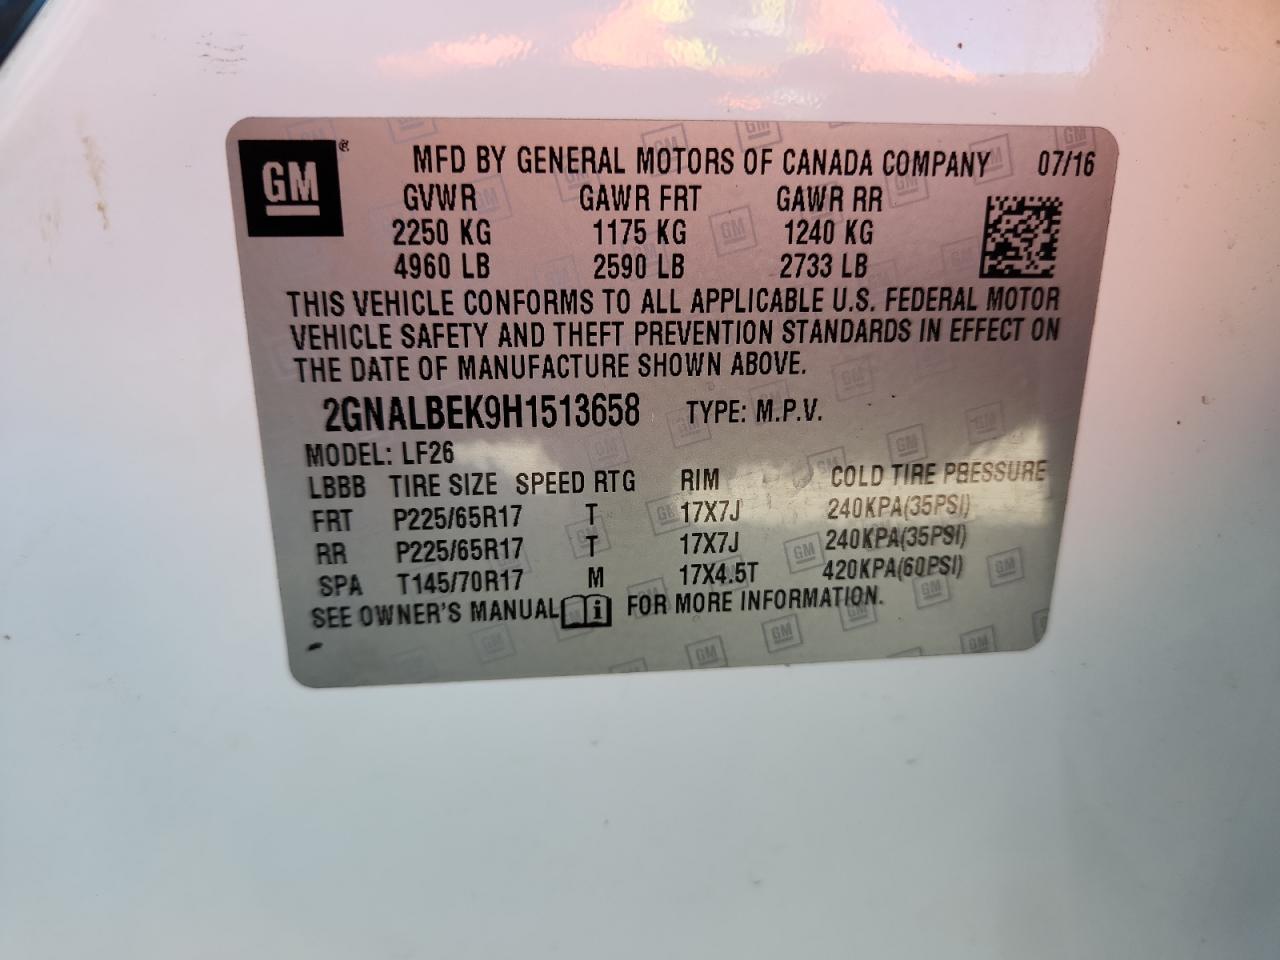 GM ®
MFD BY GENERAL MOTORS OF CANADA COMPANY 07/16
GVWR GAWR FRT GAWR RR
2250 KG 1175 KG 1240 KG
4960 LB 2590 LB 2733 LB
THIS VEHICLE CONFORMS TO ALL APPLICABLE U.S. FEDERAL MOTOR
VEHICLE SAFETY AND THEFT PREVENTION STANDARDS IN EFFECT ON
THE DATE OF MANUFACTURE SHOWN ABOVE.
2GNALBEK9H1513658 TYPE: M.P.V.
MODEL: LF26
LBBB TIRE SIZE SPEED RTG RIM COLD TIRE PRESSURE
FRT P225/65R17 T 17X7J 240KPA(35PSI)
RR P225/65R17 T 17X7J 240KPA(35PSI)
SPA T145/70R17 M 17X4.5T 420KPA(60PSI)
SEE OWNER'S MANUAL i FOR MORE INFORMATION.